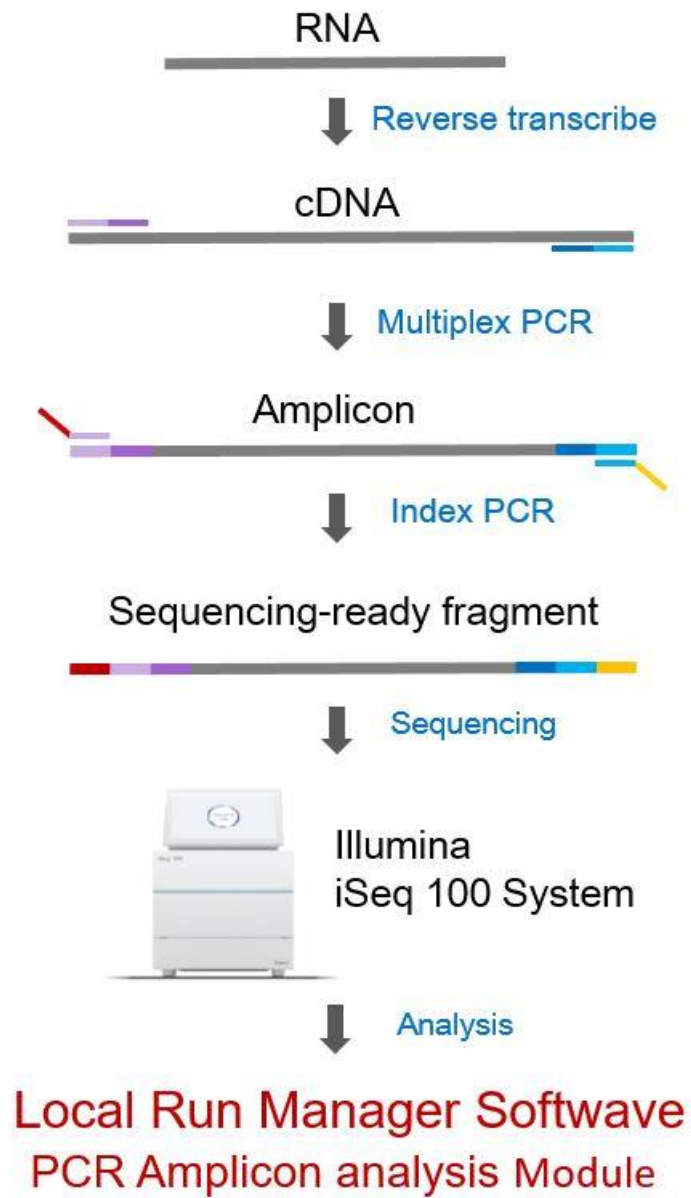 RNA
Reverse transcribe
cDNA
Multiplex PCR
Amplicon
Index PCR
Sequencing-ready fragment
Sequencing
Illumina
iSeq 100 System
Analysis
Local Run Manager Softwave
PCR Amplicon analysis Module